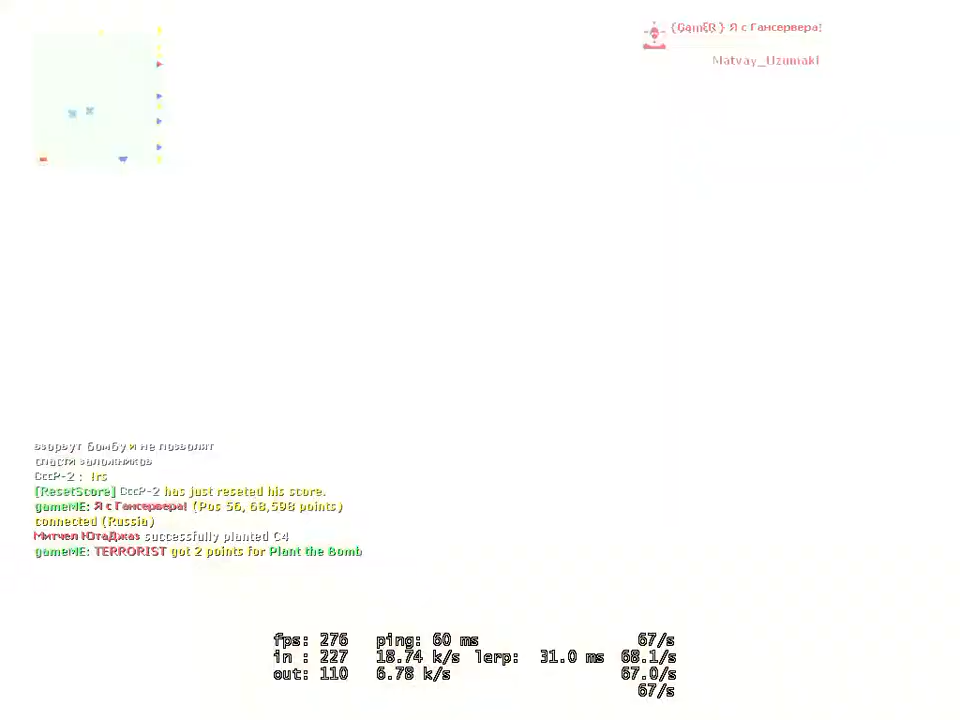 (GamER) Я с Гансервера!
Matvay_Uzumaki
взорвут бомбу и не позволят
спасти заложников
СссР-2 : !rs
[ResetScore] СссР-2 has just reseted his score.
gameME: Я с Гансервера! (Pos 56, 68,598 points)
connected (Russia)
Митчел ЮтаДжаз successfully planted C4
gameME: TERRORIST got 2 points for Plant the Bomb
fps: 276 ping: 60 ms 67/s
in : 227 18.74 k/s lerp: 31.0 ms 68.1/s
out: 110 6.78 k/s 67.0/s
67/s